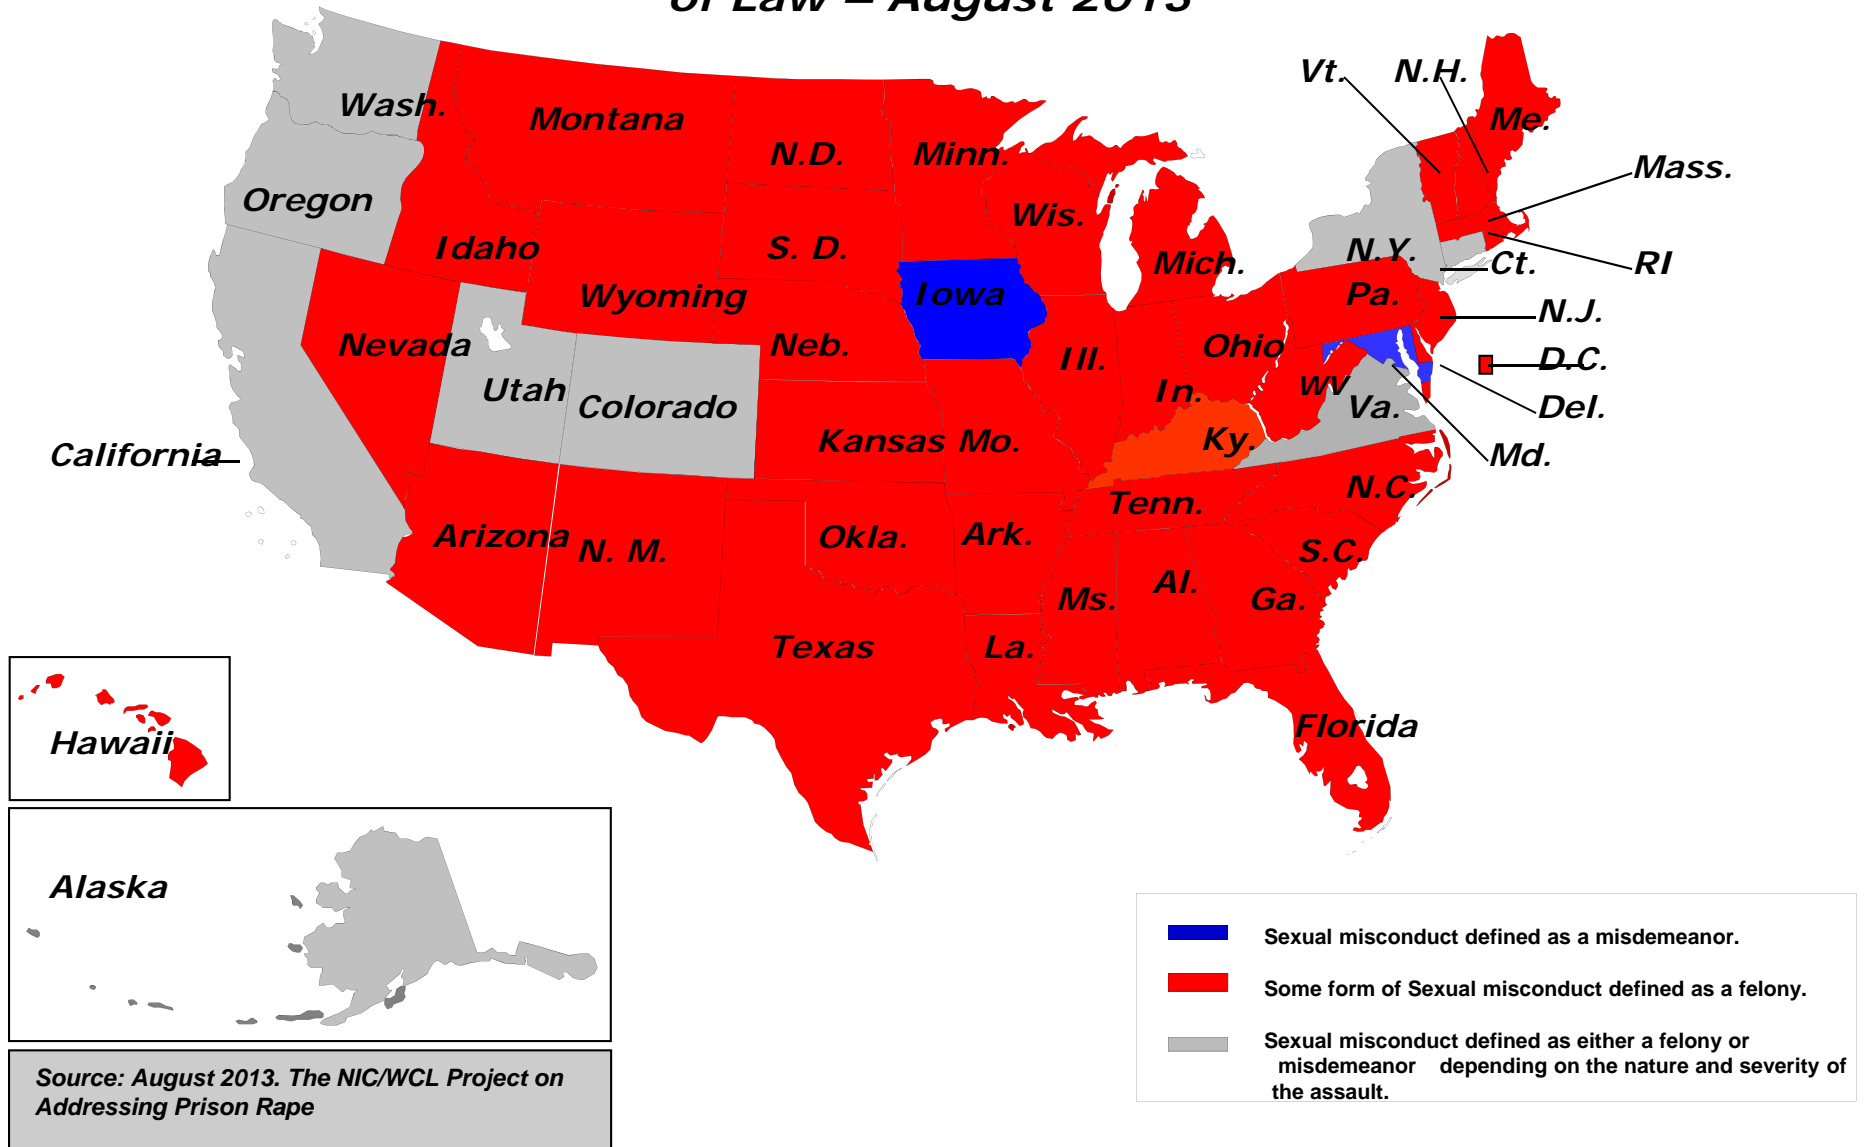 of Law – August 2013
Vt.
N.H.
Wash.
Montana
Me.
N.D.
Minn.
Mass.
Oregon
Wis.
Idaho
S. D.
N.Y.
Mich.
Ct.
RI
Wyoming
Iowa
Pa.
N.J.
Nevada
Neb.
Ill.
Ohio
D.C.
Utah
Colorado
In.
WV
Va.
Del.
California
Kansas
Mo.
Ky.
Md.
Tenn.
N.C.
Arizona
N. M.
Okla.
Ark.
S.C.
Ms.
Al.
Ga.
Texas
La.
Florida
Hawaii
Alaska
Sexual misconduct defined as a misdemeanor.
Some form of Sexual misconduct defined as a felony.
Sexual misconduct defined as either a felony or
misdemeanor depending on the nature and severity of
the assault.
Source: August 2013. The NIC/WCL Project on
Addressing Prison Rape